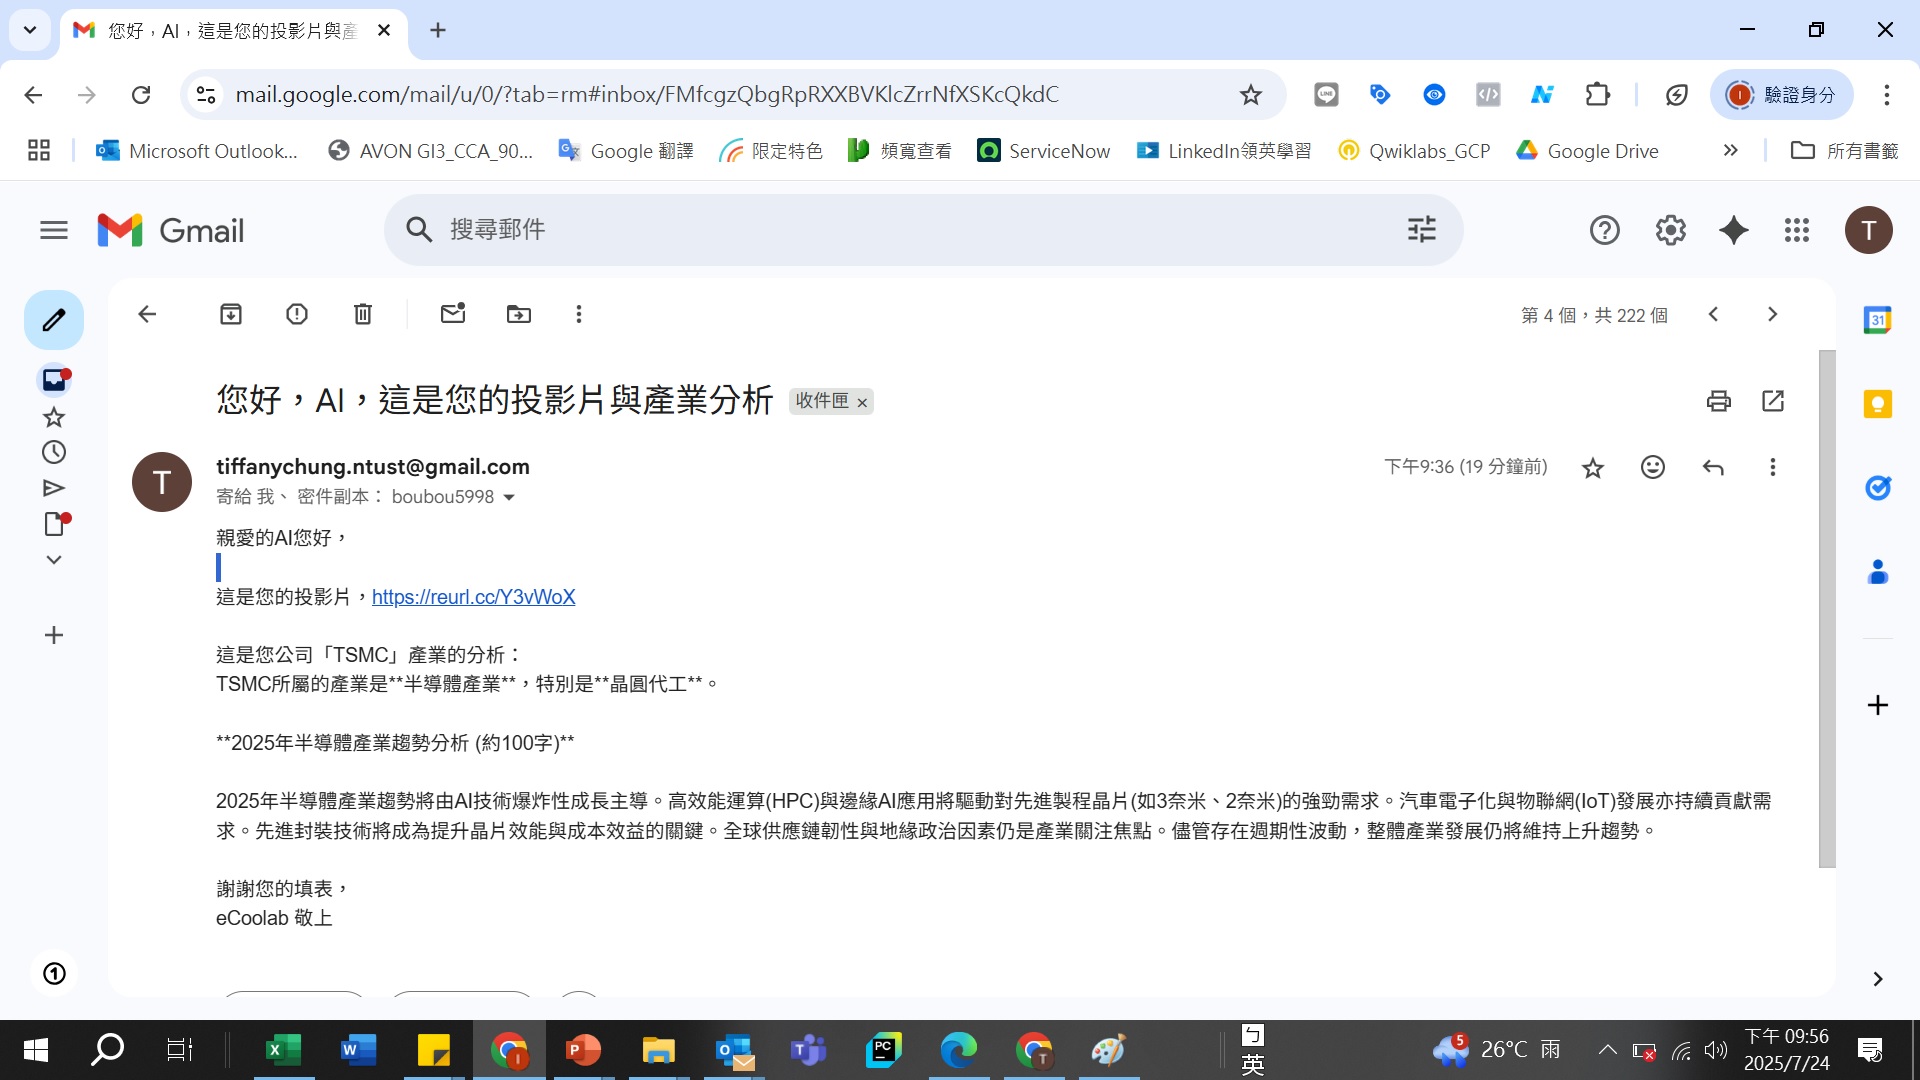 您好，AI，這是您的投影片與產
mail.google.com/mail/u/0/?tab=rm#inbox/FMfcgzQbgRpRXXBVKlcZrrNfXSKcQkdC
驗證身分
Microsoft Outlook...
AVON GI3_CCA_90...
Google 翻譯
限定特色
頻寬查看
ServiceNow
LinkedIn領英學習
Qwiklabs_GCP
Google Drive
所有書籤
Gmail
搜尋郵件
T
第 4 個，共 222 個
31
您好，AI，這是您的投影片與產業分析
收件匣 ×
T
tiffanychung.ntust@gmail.com
下午9:36 (19 分鐘前)
寄給 我、 密件副本： boubou5998
親愛的AI您好，
這是您的投影片，https://reurl.cc/Y3vWoX
這是您公司「TSMC」產業的分析：
TSMC所屬的產業是**半導體產業**，特別是**晶圓代工**。
**2025年半導體產業趨勢分析 (約100字)**
2025年半導體產業趨勢將由AI技術爆炸性成長主導。高效能運算(HPC)與邊緣AI應用將驅動對先進製程晶片(如3奈米、2奈米)的強勁需求。汽車電子化與物聯網(IoT)發展亦持續貢獻需
求。先進封裝技術將成為提升晶片效能與成本效益的關鍵。全球供應鏈韌性與地緣政治因素仍是產業關注焦點。儘管存在週期性波動，整體產業發展仍將維持上升趨勢。
謝謝您的填表，
eCoolab 敬上
ㄅ
英
5
26°C 雨
下午 09:56
2025/7/24